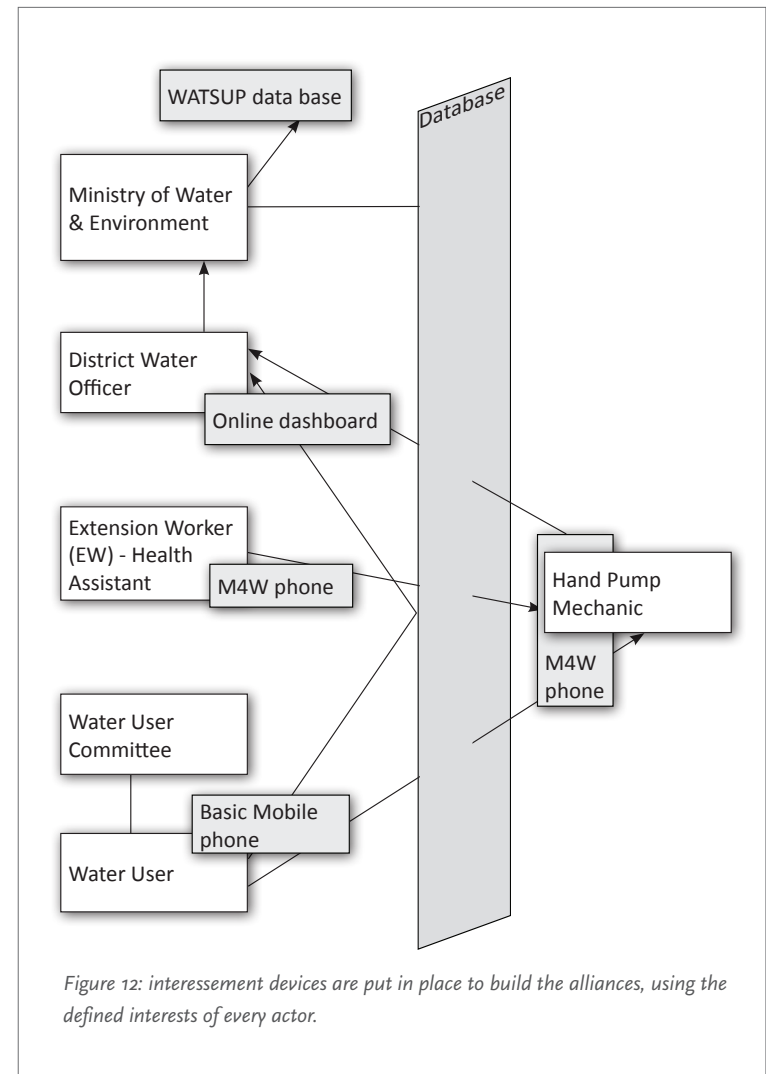 WATSUP data base
Database
Ministry of Water
& Environment
District Water
Officer
Online dashboard
Extension Worker
(EW) - Health
Assistant
M4W phone
Hand Pump
Mechanic
M4W
phone
Water User
Committee
Basic Mobile
phone
Water User
Figure 12: interessement devices are put in place to build the alliances, using the
defined interests of every actor.